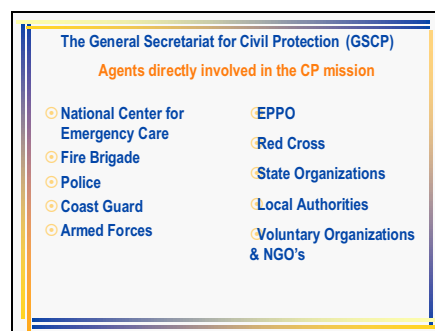 The General Secretariat for Civil Protection (GSCP)
Agents directly involved in the CP mission
National Center for
Emergency Care
Fire Brigade
Police
Coast Guard
Armed Forces
EPPO
Red Cross
State Organizations
Local Authorities
Voluntary Organizations
& NGO's